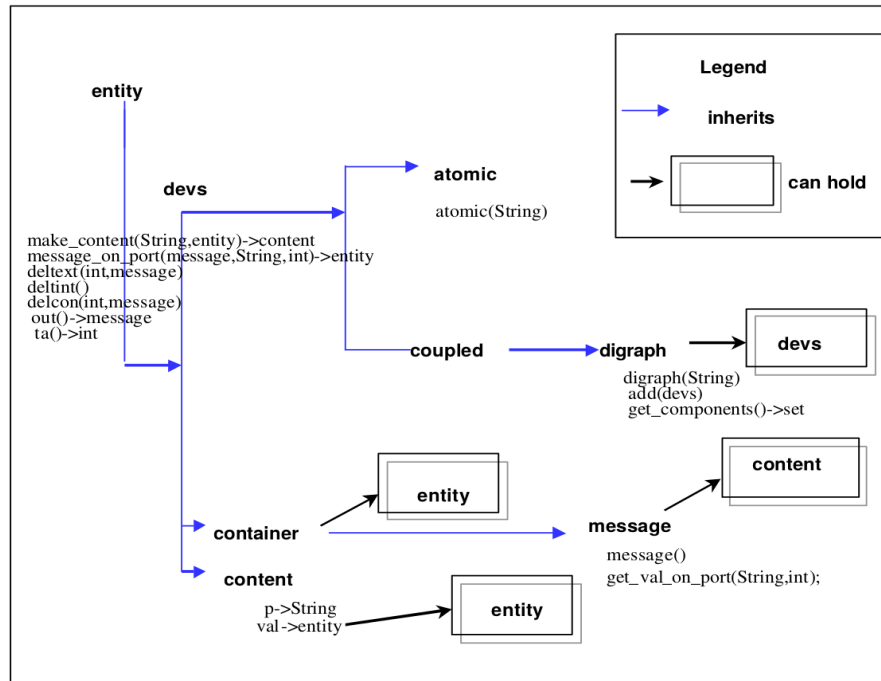 Legend
entity
inherits
devs
atomic
can hold
atomic(String)
make_content(String,entity)->content
message_on_port(message,String,int)->entity
deltext(int,message)
deltint()
delcon(int,message)
out()->message
ta()->int
coupled
digraph
devs
digraph(String)
add(devs)
get_components()->set
content
entity
container
message
message()
get_val_on_port(String,int);
content
p->String
val->entity
entity